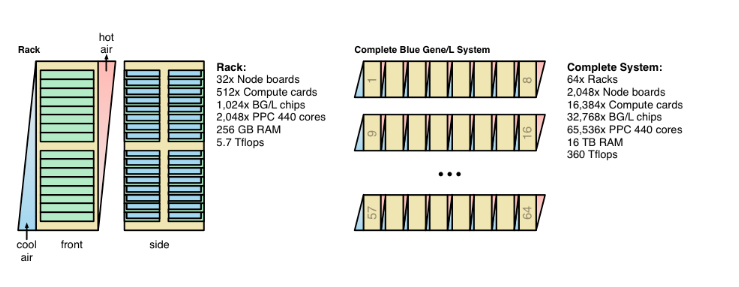 Rack
hot
air
cool
air
front
side
Rack:
32x Node boards
512x Compute cards
1,024x BG/L chips
2,048x PPC 440 cores
256 GB RAM
5.7 Tflops
Complete Blue Gene/L System
1
8
9
16
•••
57
64
Complete System:
64x Racks
2,048x Node boards
16,384x Compute cards
32,768x BG/L chips
65,536x PPC 440 cores
16 TB RAM
360 Tflops